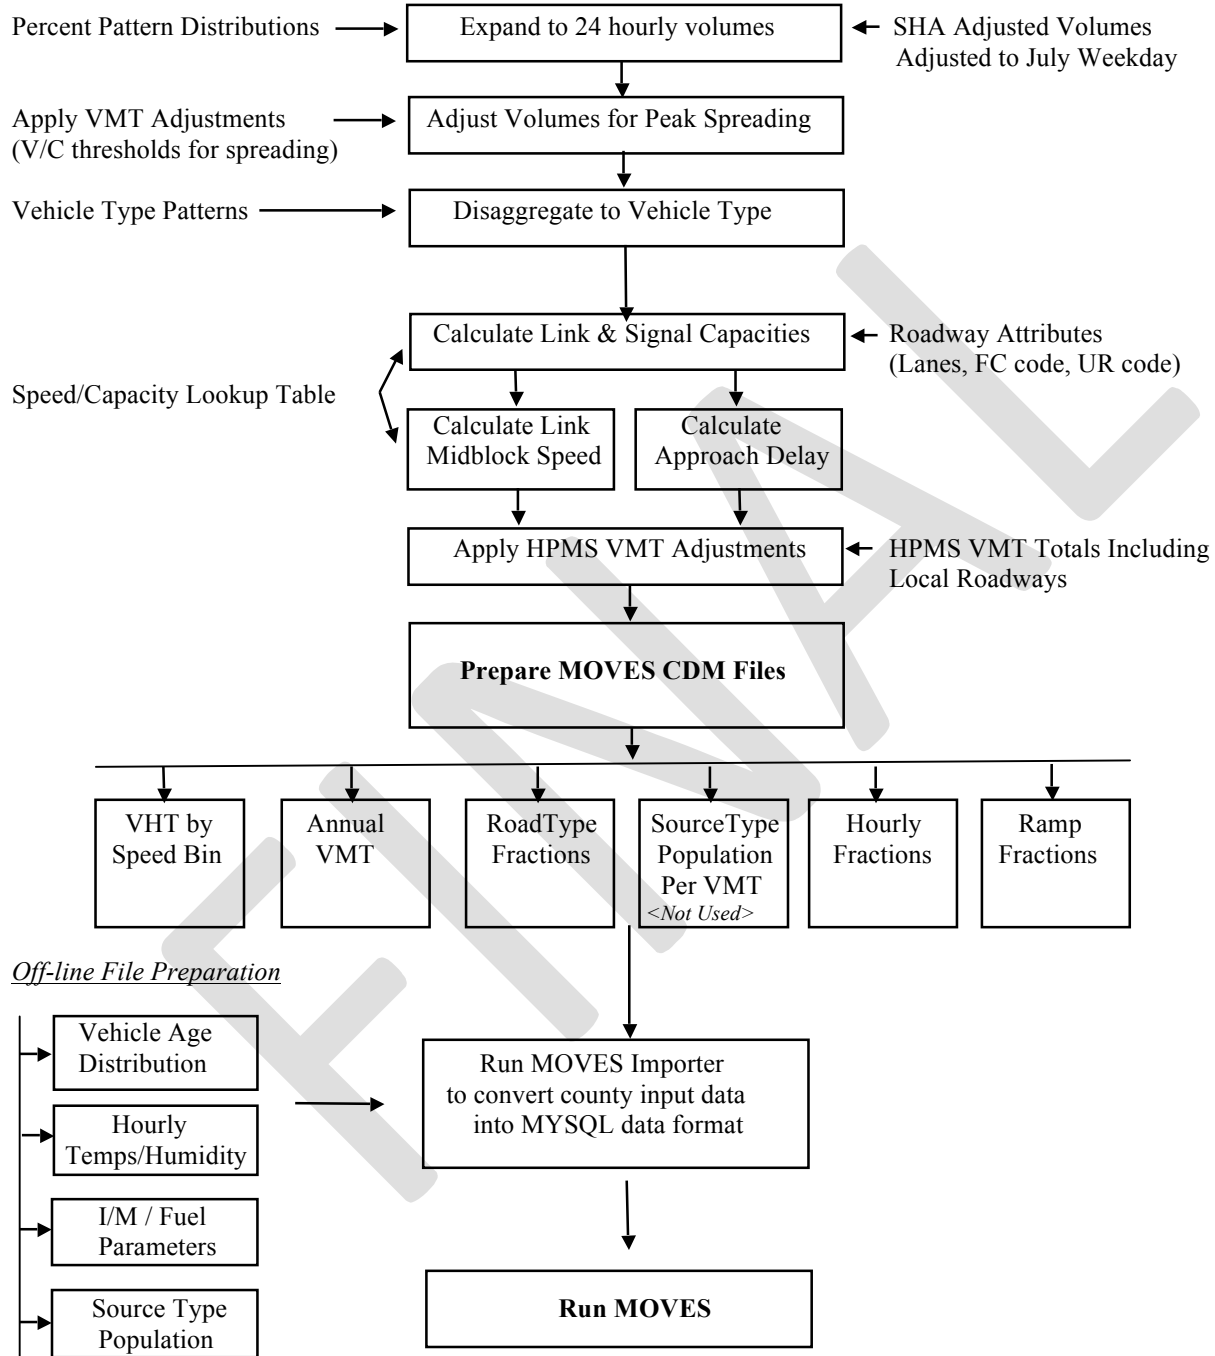 Percent Pattern Distributions
Expand to 24 hourly volumes
SHA Adjusted Volumes
Adjusted to July Weekday
Apply VMT Adjustments
(V/C thresholds for spreading)
Adjust Volumes for Peak Spreading
Vehicle Type Patterns
Disaggregate to Vehicle Type
Calculate Link & Signal Capacities
Roadway Attributes
(Lanes, FC code, UR code)
Speed/Capacity Lookup Table
Calculate Link
Midblock Speed
Calculate
Approach Delay
Apply HPMS VMT Adjustments
HPMS VMT Totals Including
Local Roadways
Prepare MOVES CDM Files
VHT by
Speed Bin
Annual
VMT
RoadType
Fractions
SourceType
Population
Per VMT
<Not Used>
Hourly
Fractions
Ramp
Fractions
Off-line File Preparation
Vehicle Age
Distribution
Hourly
Temps/Humidity
I/M / Fuel
Parameters
Source Type
Population
Run MOVES Importer
to convert county input data
into MYSQL data format
Run MOVES
FINAL